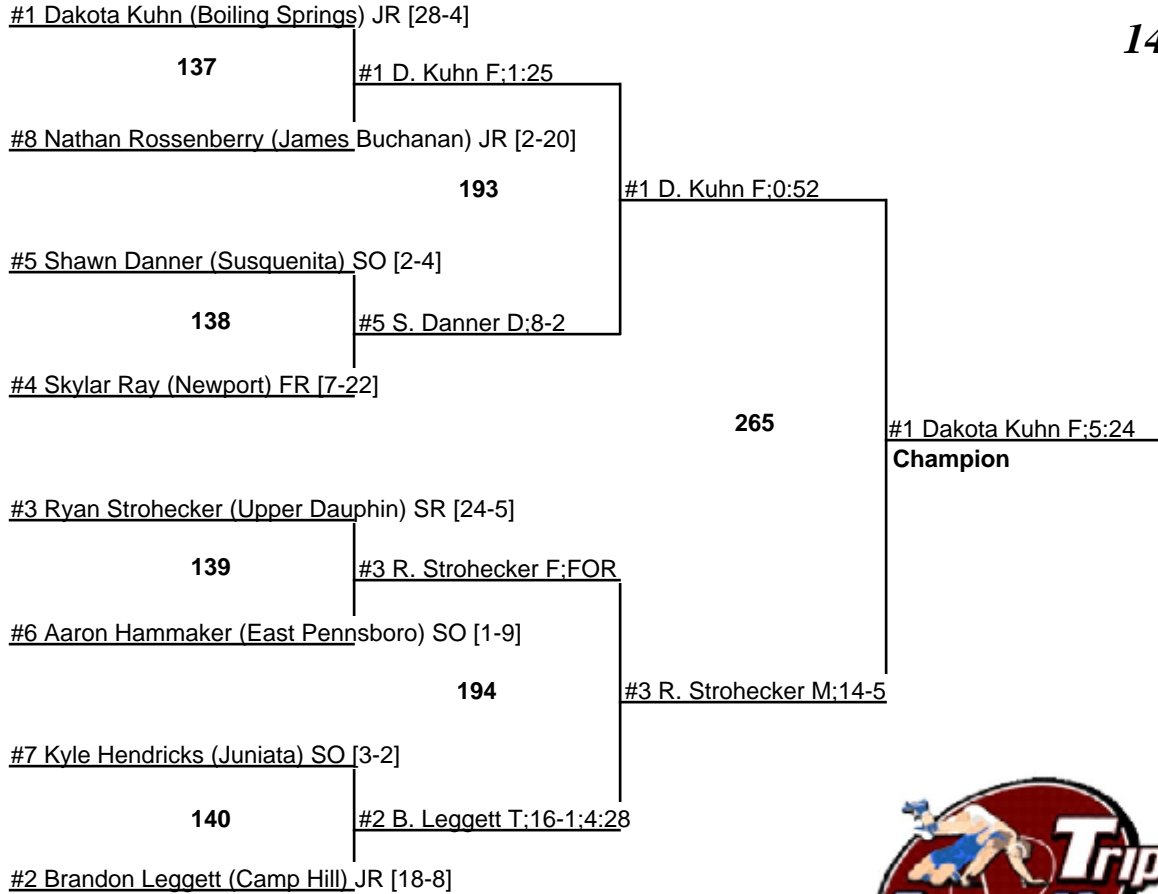 #1 Dakota Kuhn (Boiling Springs) JR [28-4]
14
137
#1 D. Kuhn F;1:25
#8 Nathan Rossenberry (James Buchanan) JR [2-20]
193
#1 D. Kuhn F;0:52
#5 Shawn Danner (Susquenita) SO [2-4]
138
#5 S. Danner D;8-2
#4 Skylar Ray (Newport) FR [7-22]
265
#1 Dakota Kuhn F;5:24
Champion
#3 Ryan Strohecker (Upper Dauphin) SR [24-5]
139
#3 R. Strohecker F;FOR
#6 Aaron Hammaker (East Pennsboro) SO [1-9]
194
#3 R. Strohecker M;14-5
#7 Kyle Hendricks (Juniata) SO [3-2]
140
#2 B. Leggett T;16-1;4:28
#2 Brandon Leggett (Camp Hill) JR [18-8]
Trip